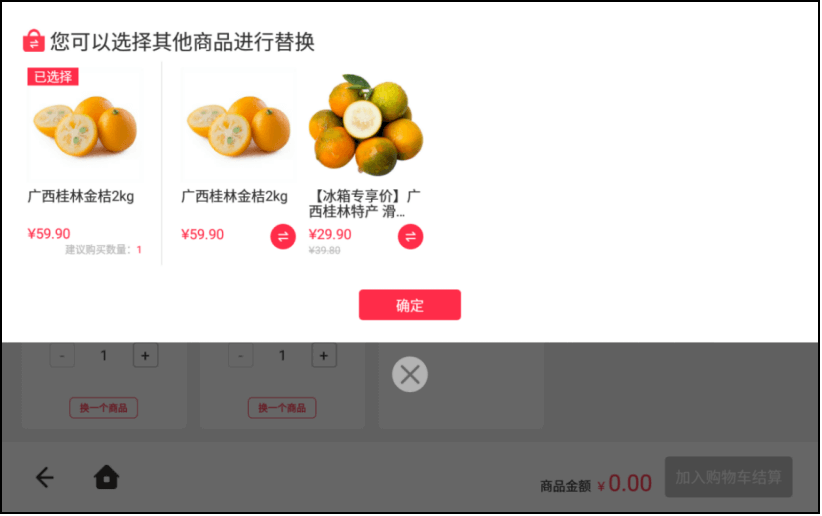 您可以选择其他商品进行替换
已选择
广西桂林金桔2kg
¥59.90
建议购买数量：1
广西桂林金桔2kg
¥59.90
【冰箱专享价】广
西桂林特产 滑...
¥29.90
¥39.80
确定
- 1 +
- 1 +
换一个商品
换一个商品
商品金额 ¥0.00
加入购物车结算